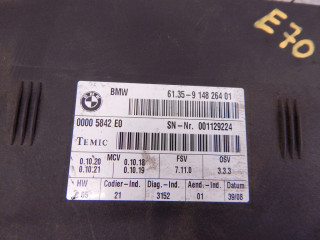 E70
BMW
BMW 61.35-9 148 264 01
0000 5842 E0 SN-Nr. 001129224
TEMIC
MCV FSV OSV
0.10.20 0.10.18
0.10.21 0.10.19 7.11.0 3.3.3
HW Codier-Ind. Diag.-Ind. Aend.-Ind. Datum
05 21 3152 01 39/08